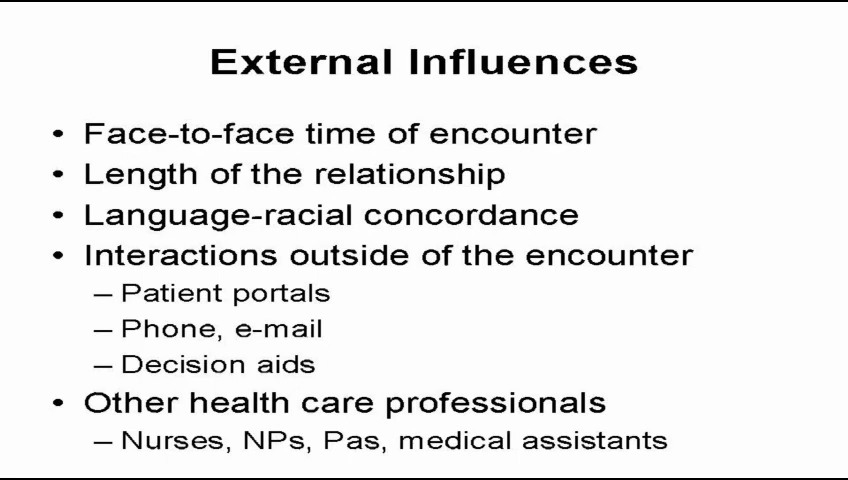 External Influences
• Face-to-face time of encounter
• Length of the relationship
• Language-racial concordance
• Interactions outside of the encounter
– Patient portals
– Phone, e-mail
– Decision aids
• Other health care professionals
– Nurses, NPs, Pas, medical assistants